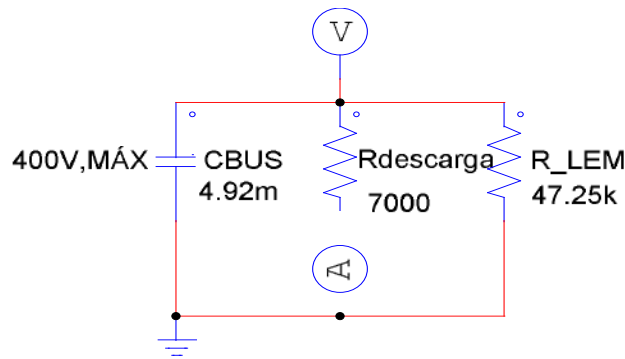 V
400V,MÁX
CBUS
4.92m
Rdescarga
7000
R_LEM
47.25k
A